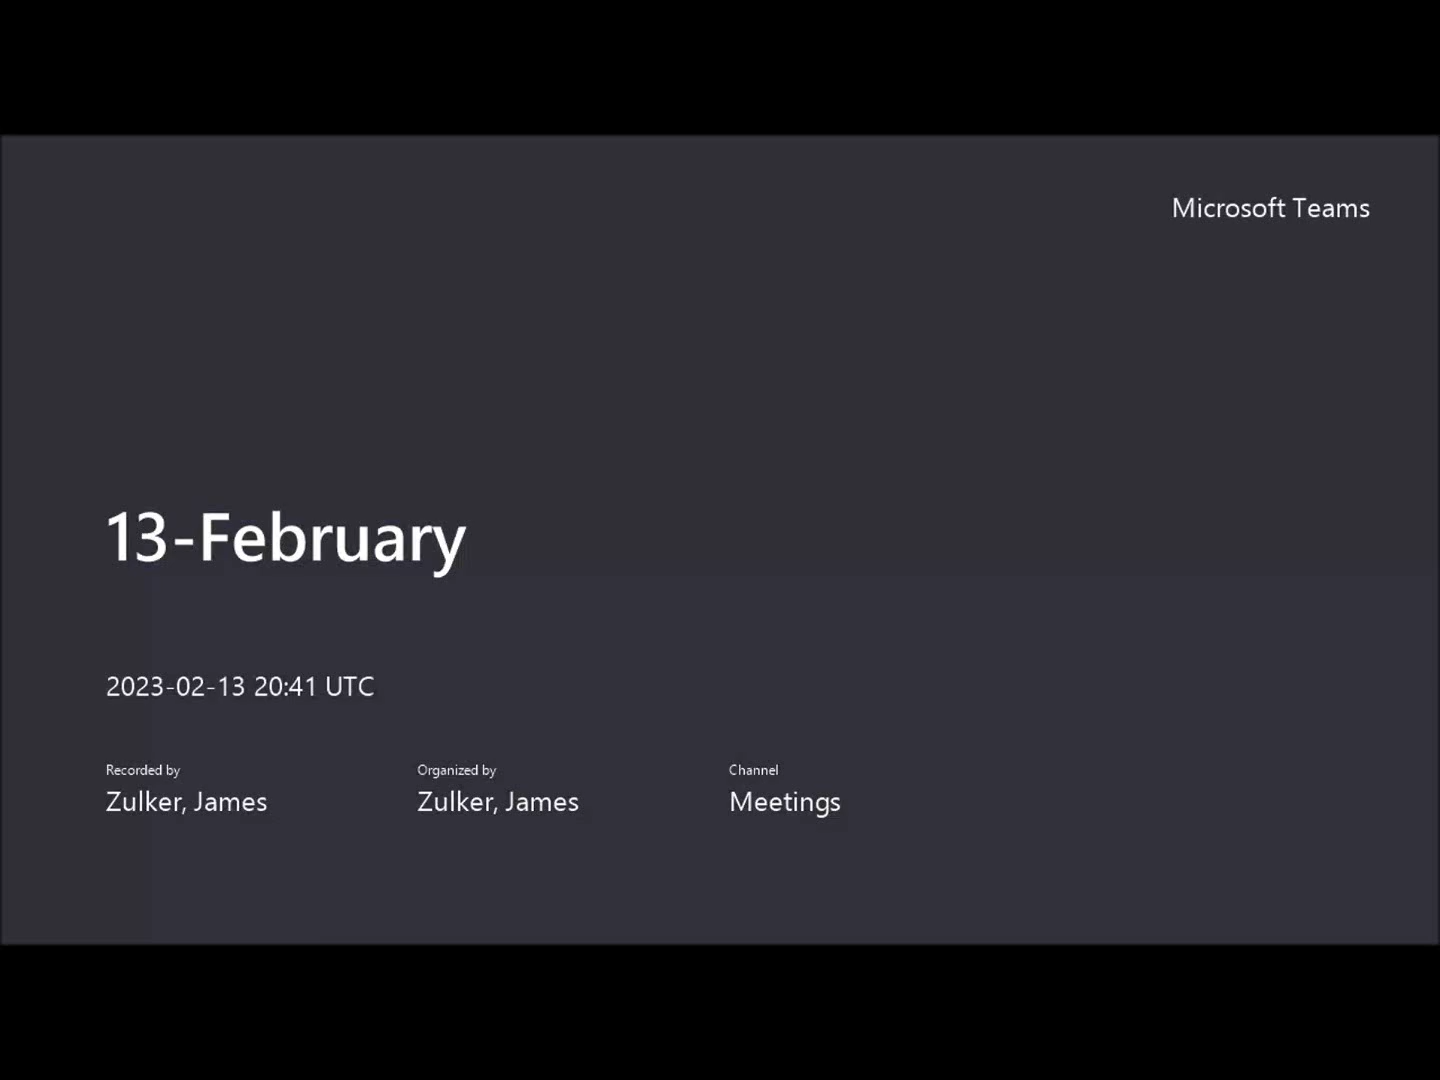 Microsoft Teams
13-February
2023-02-13 20:41 UTC
Recorded by
Zulker, James
Organized by
Zulker, James
Channel
Meetings